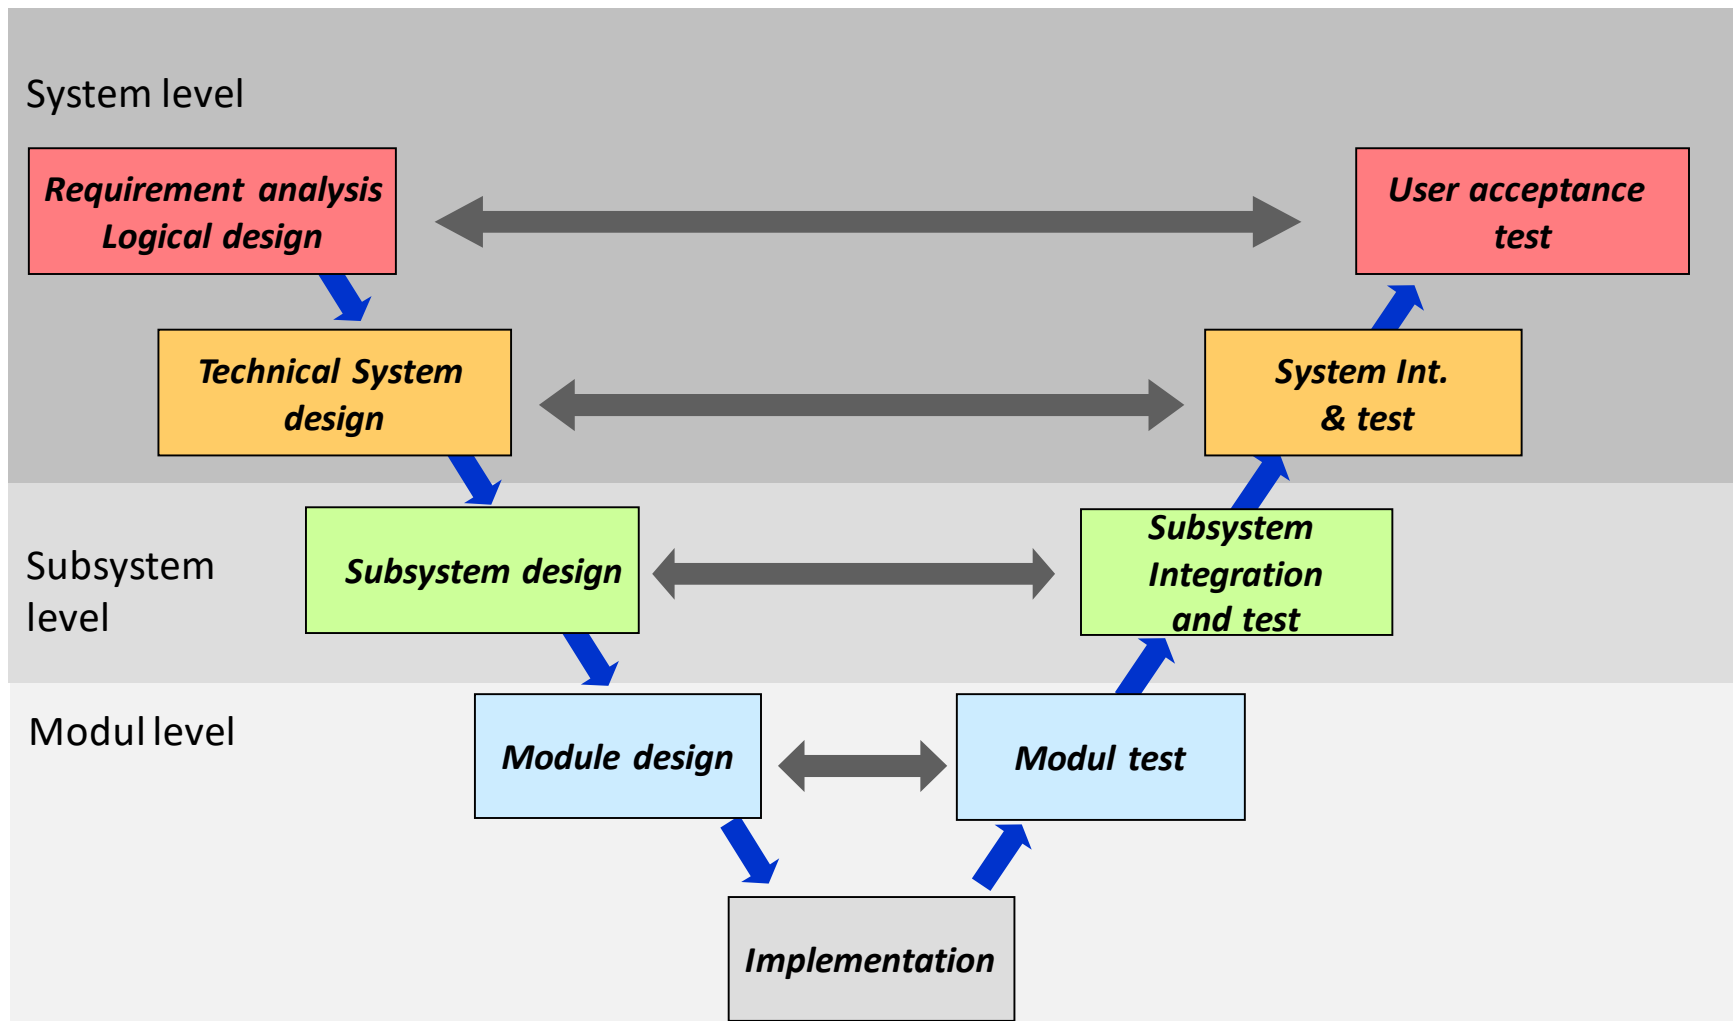 System level
Requirement analysis
Logical design
User acceptance
test
Technical System
design
System Int.
& test
Subsystem
level
Subsystem design
Subsystem
Integration
and test
Modul level
Module design
Modul test
Implementation